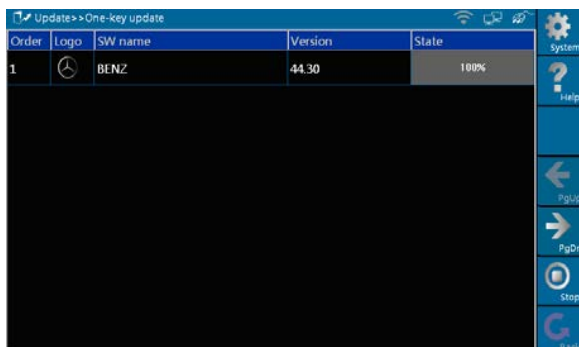 Update>>One-key update
Order Logo SW name Version State
1 BENZ 44.30 100%
System
Help
PgUp
PgDn
Stop
Back